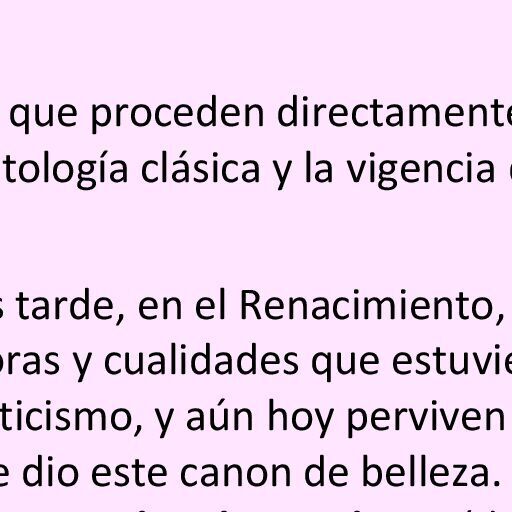 que proceden directamente
tología clásica y la vigencia
s tarde, en el Renacimiento,
oras y cualidades que estuvie
ticismo, y aún hoy perviven
e dio este canon de belleza.